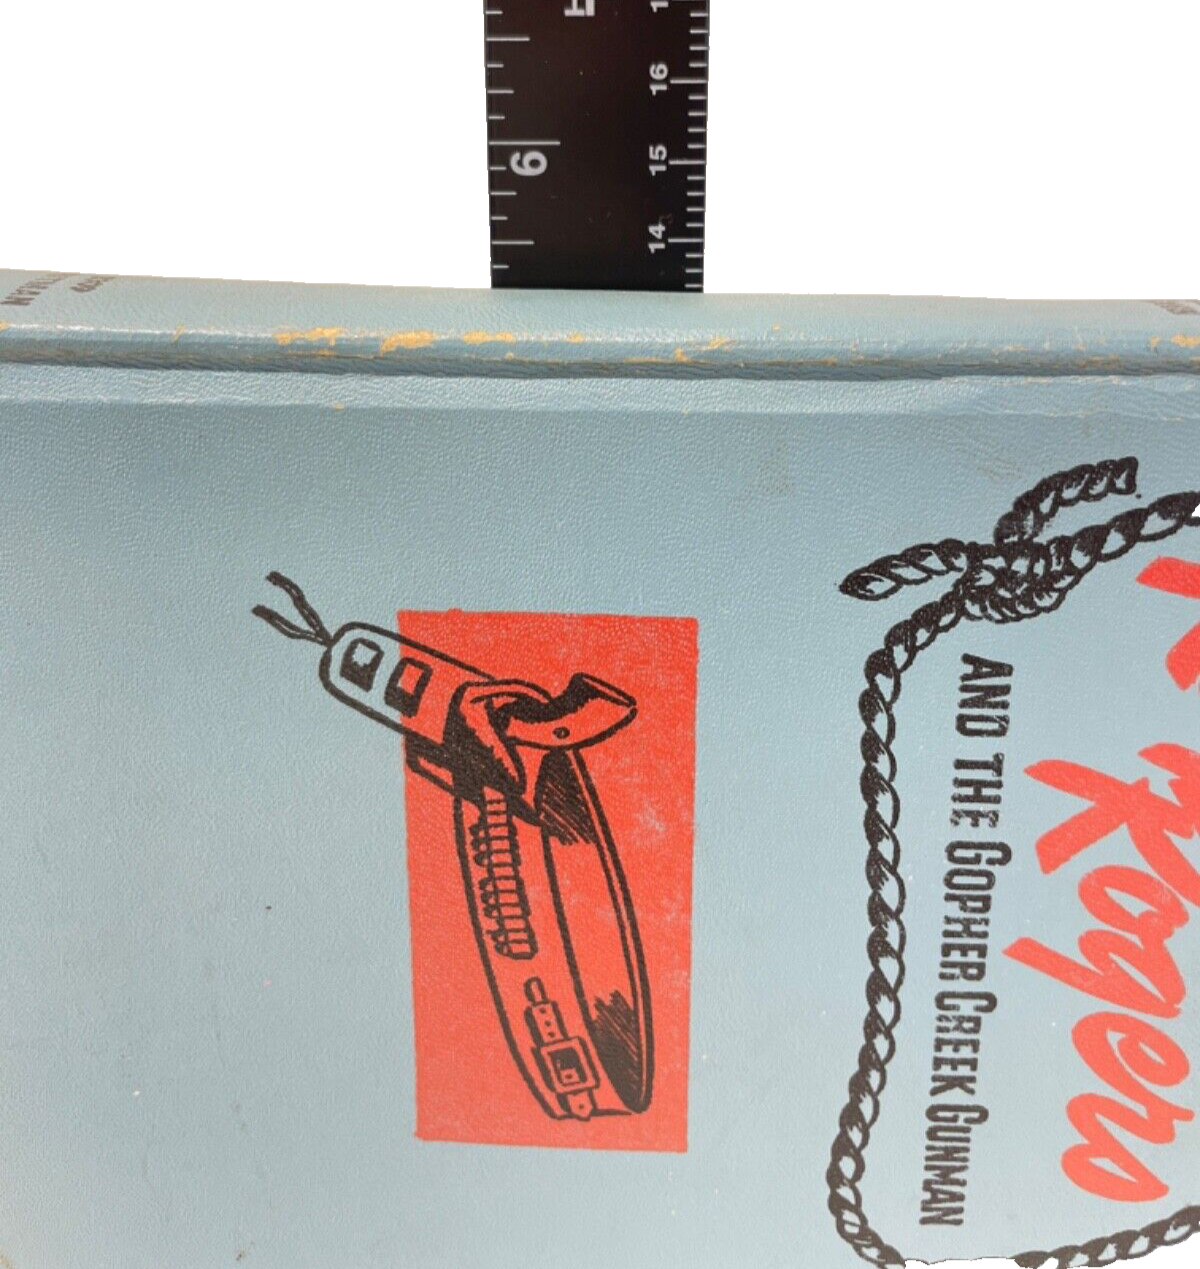 16
15
6
14
Rogers
AND THE GOPHER CREEK GUNMAN